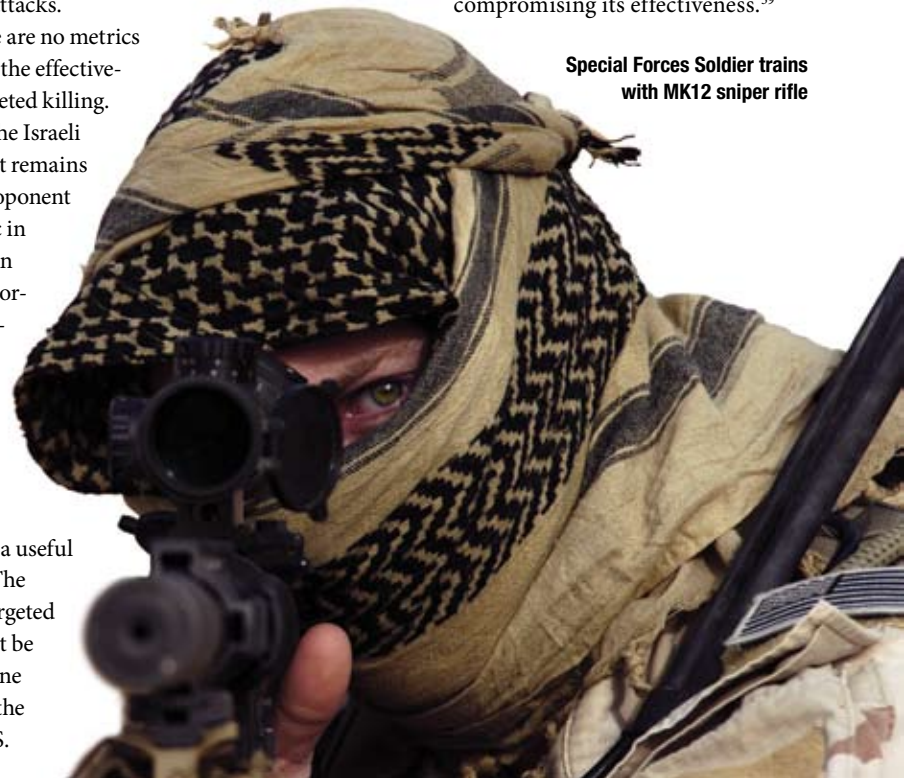 ttacks.
are no metrics
the effective-
eted killing.
he Israeli
t remains
ponent
in
n
or-
-
a useful
The
rgeted
t be
ne
the
S.
compromising its effectiveness.
Special Forces Soldier trains
with MK12 sniper rifle